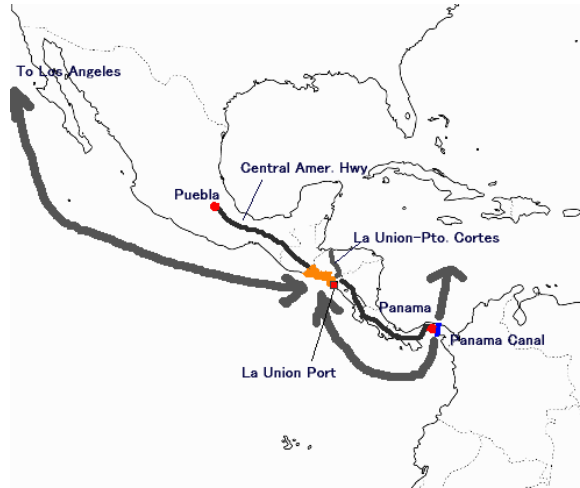 To Los Angeles
Central Amer. Hwy
Puebla
La Union-Pto. Cortes
Panama
Panama Canal
La Union Port